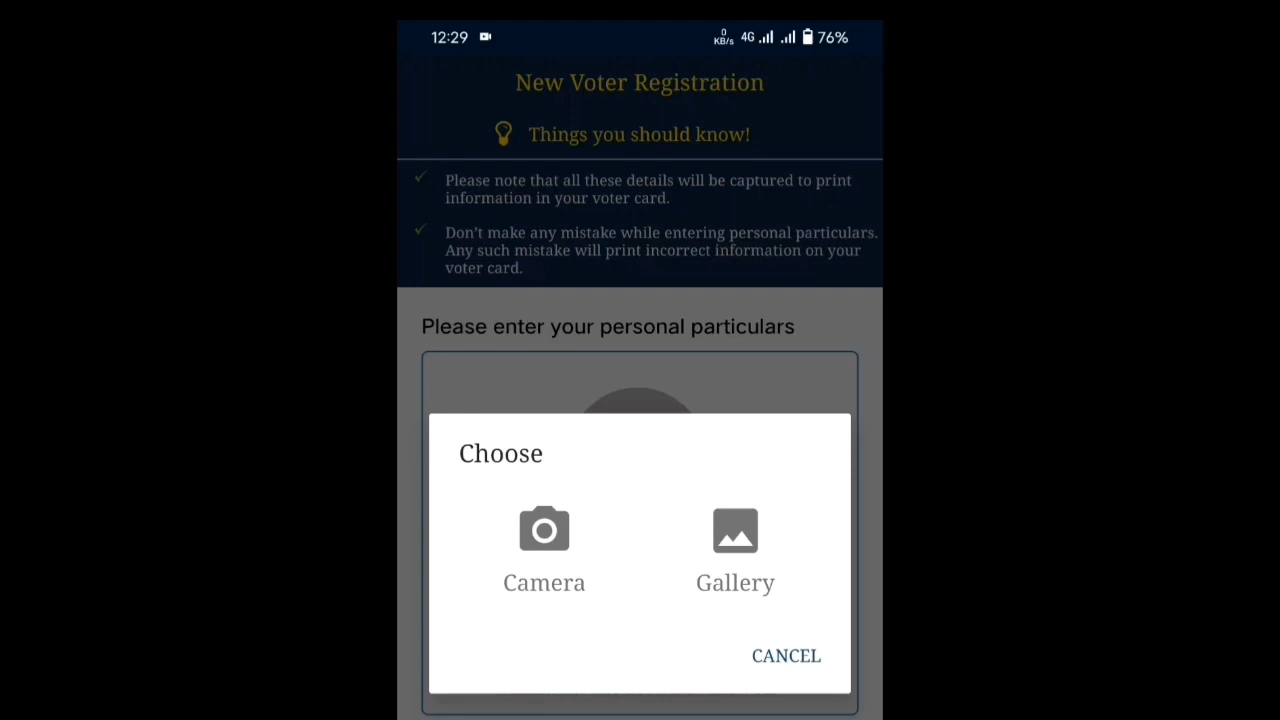 12:29
0
KB/s
4G
76%
New Voter Registration
Things you should know!
Please note that all these details will be captured to print
information in your voter card.
Don't make any mistake while entering personal particulars.
Any such mistake will print incorrect information on your
voter card.
Please enter your personal particulars
Choose
Camera
Gallery
CANCEL